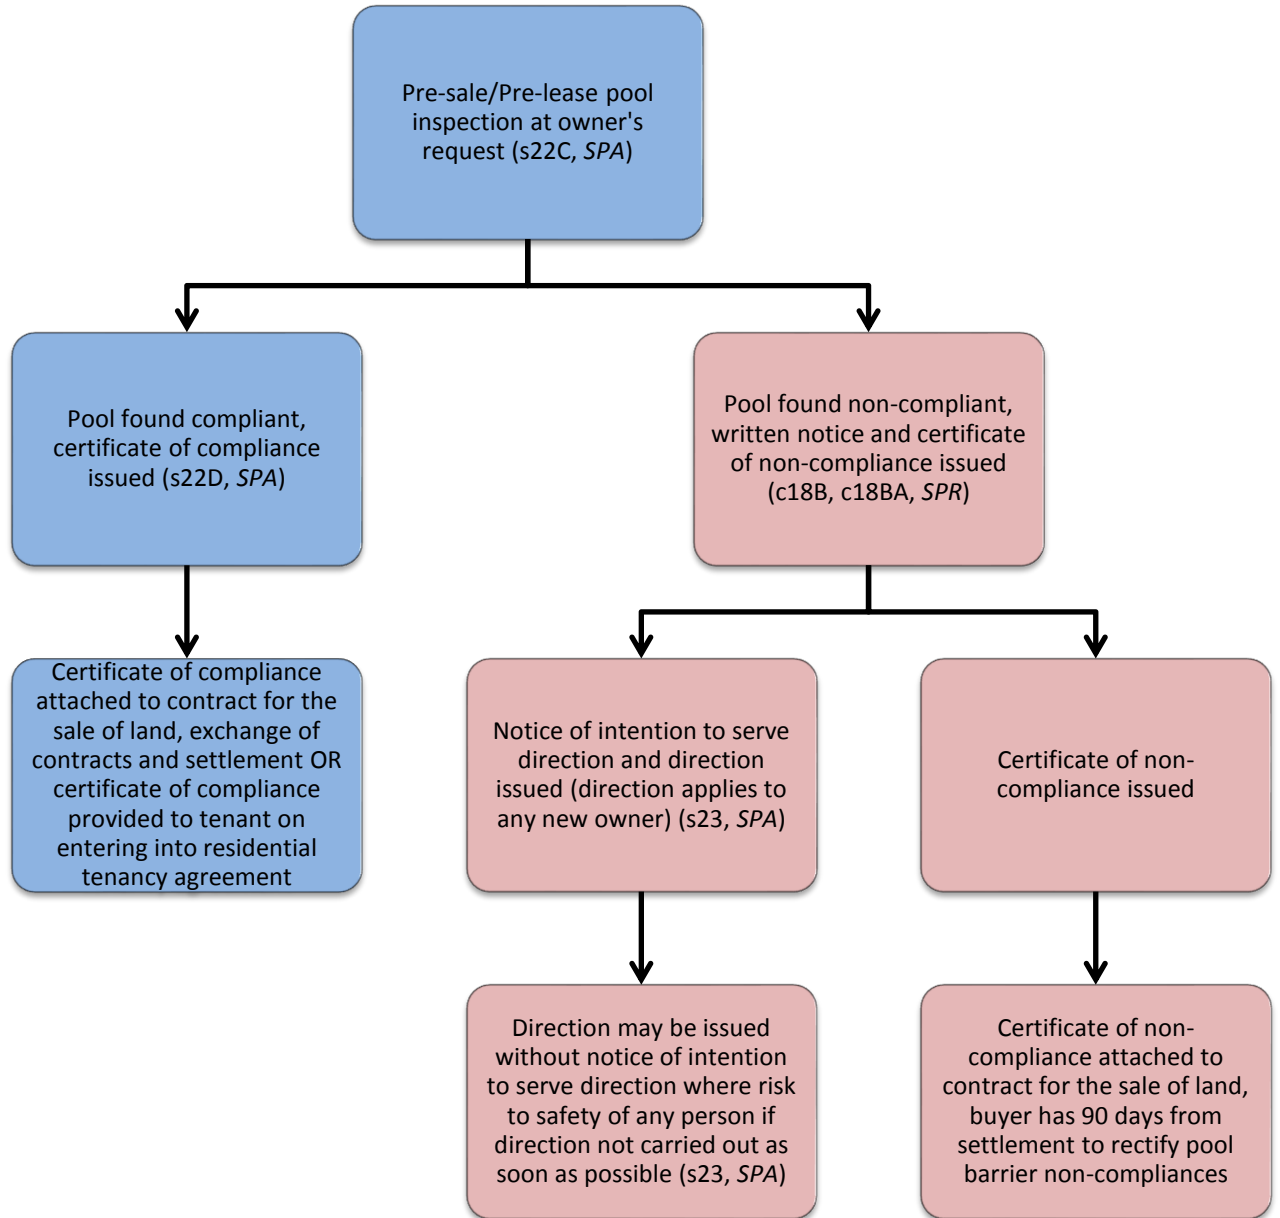 Pre-sale/Pre-lease pool
inspection at owner's
request (s22C, SPA)
Pool found compliant,
certificate of compliance
issued (s22D, SPA)
Pool found non-compliant,
written notice and certificate
of non-compliance issued
(c18B, c18BA, SPR)
Certificate of compliance
attached to contract for the
sale of land, exchange of
contracts and settlement OR
certificate of compliance
provided to tenant on
entering into residential
tenancy agreement
Notice of intention to serve
direction and direction
issued (direction applies to
any new owner) (s23, SPA)
Certificate of non-
compliance issued
Direction may be issued
without notice of intention
to serve direction where risk
to safety of any person if
direction not carried out as
soon as possible (s23, SPA)
Certificate of non-
compliance attached to
contract for the sale of land,
buyer has 90 days from
settlement to rectify pool
barrier non-compliances